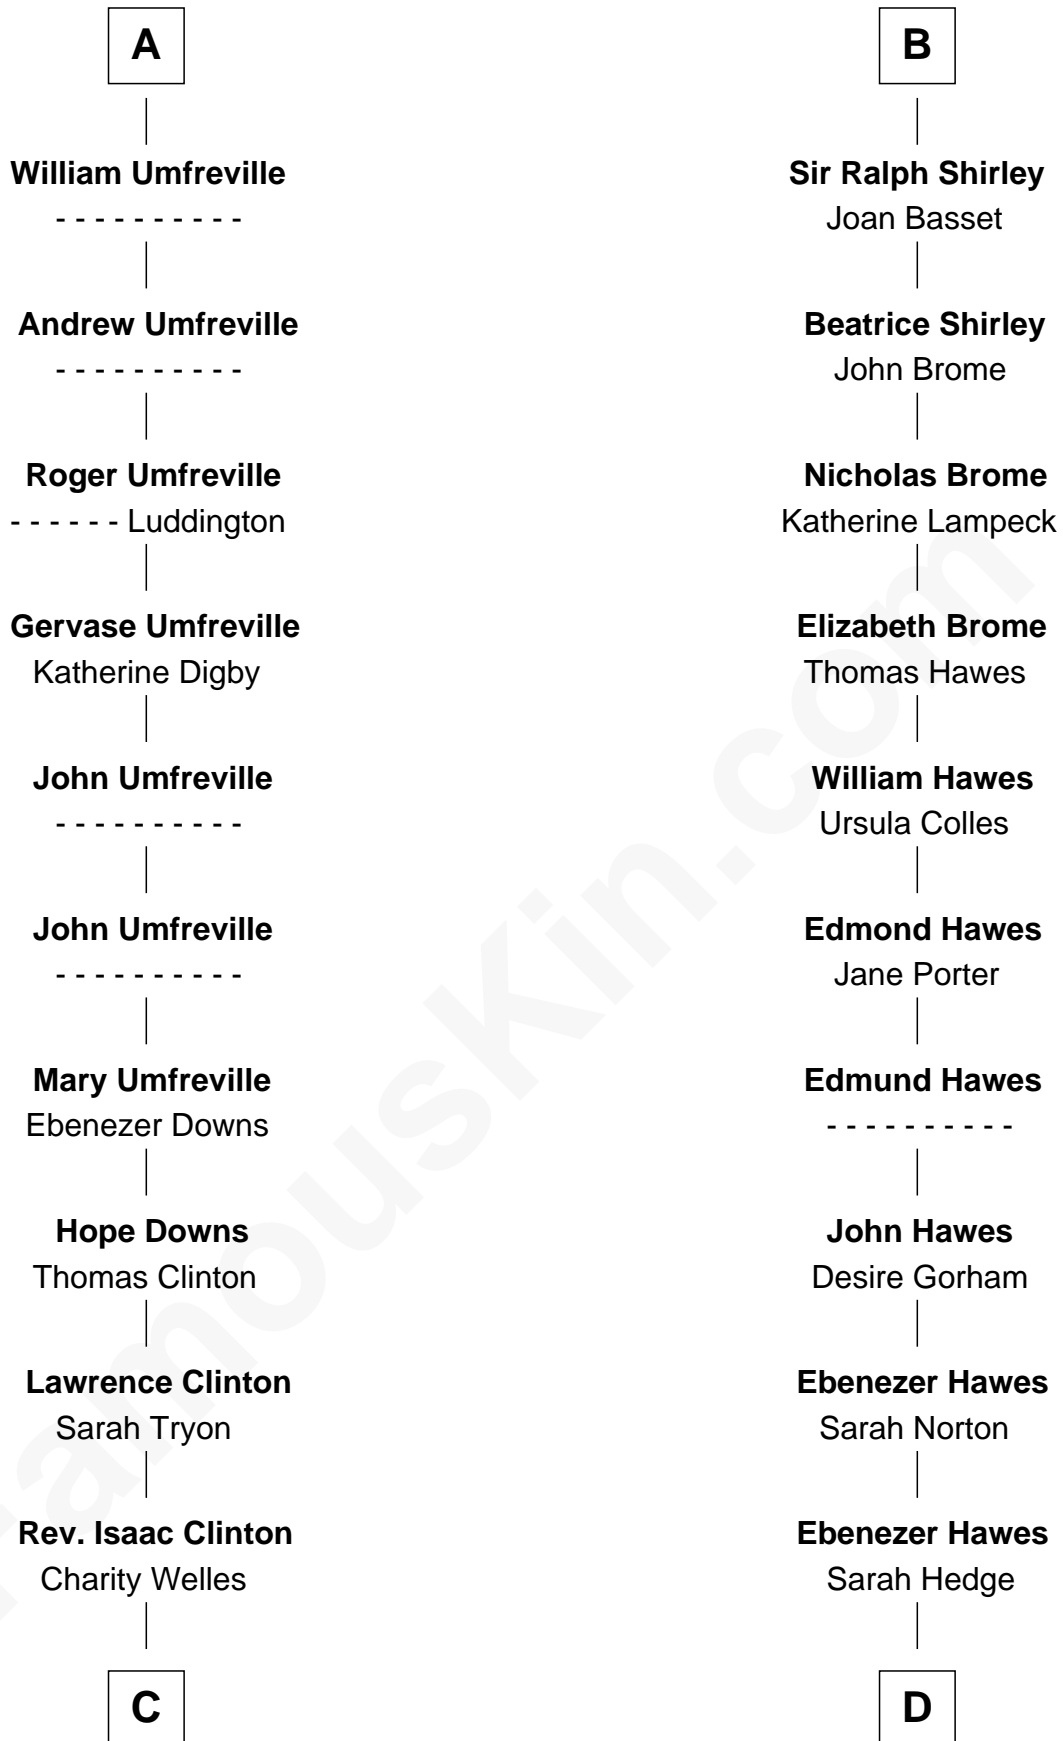 A
William Umfreville
- - - - - - - - - -
Andrew Umfreville
- - - - - - - - - -
Roger Umfreville
- - - - - - Luddington
Gervase Umfreville
Katherine Digby
John Umfreville
- - - - - - - - - -
John Umfreville
- - - - - - - - - -
Mary Umfreville
Ebenezer Downs
Hope Downs
Thomas Clinton
Lawrence Clinton
Sarah Tryon
Rev. Isaac Clinton
Charity Welles
C
B
Sir Ralph Shirley
Joan Basset
Beatrice Shirley
John Brome
Nicholas Brome
Katherine Lampeck
Elizabeth Brome
Thomas Hawes
William Hawes
Ursula Colles
Edmond Hawes
Jane Porter
Edmund Hawes
- - - - - - - - - -
John Hawes
Desire Gorham
Ebenezer Hawes
Sarah Norton
Ebenezer Hawes
Sarah Hedge
D
FamousKin.com